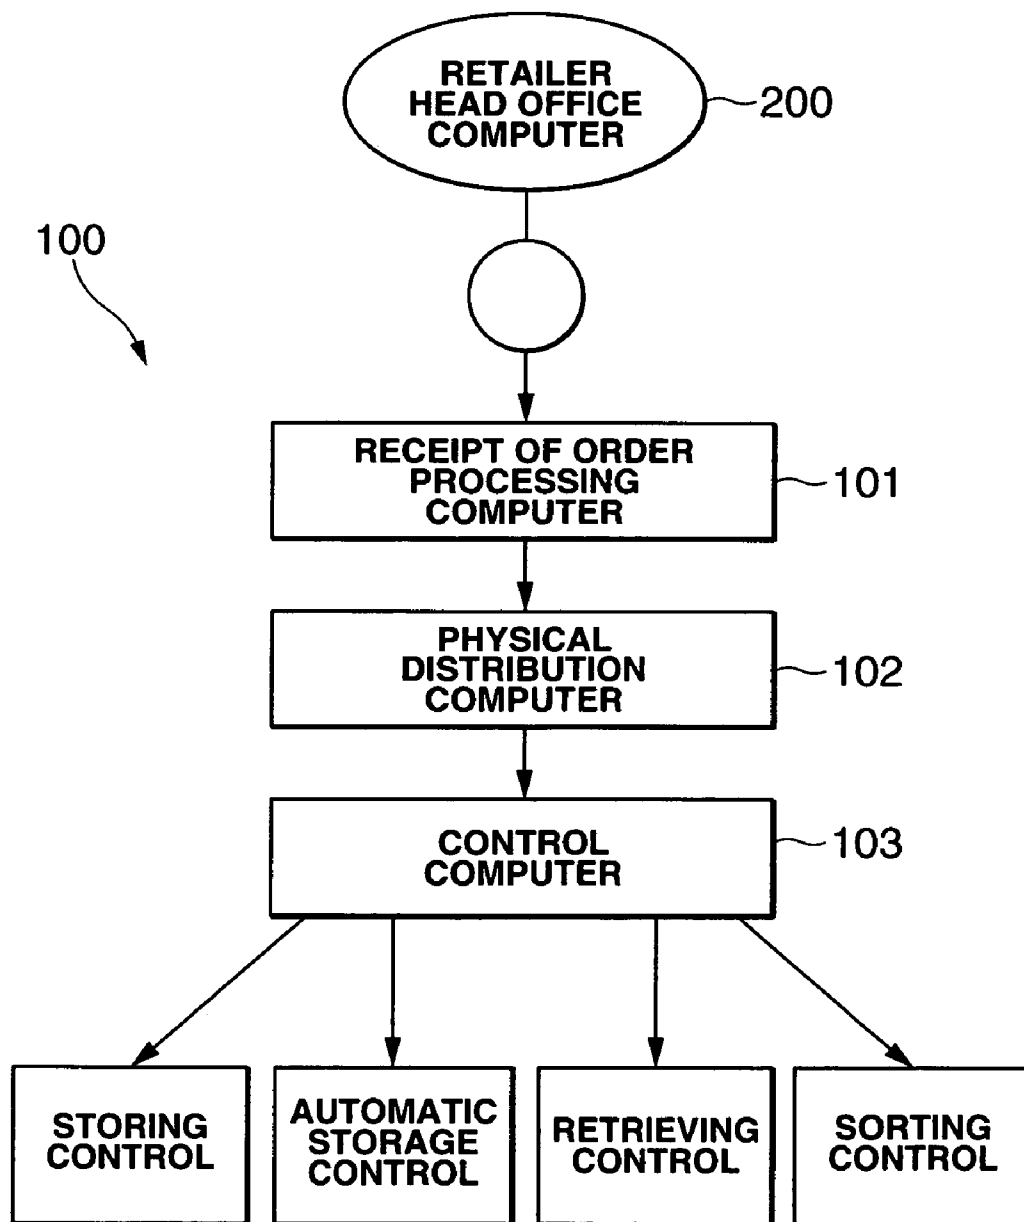 RETAILER
HEAD OFFICE
COMPUTER
200
100
RECEIPT OF ORDER
PROCESSING
COMPUTER
101
PHYSICAL
DISTRIBUTION
COMPUTER
102
CONTROL
COMPUTER
103
STORING
CONTROL
AUTOMATIC
STORAGE
CONTROL
RETRIEVING
CONTROL
SORTING
CONTROL